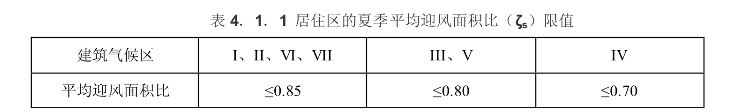 表 4. 1. 1 居住区的夏季平均迎风面积比（ζs）限值
建筑气候区 I、II、VI、VII III、V IV
平均迎风面积比 ≤0.85 ≤0.80 ≤0.70